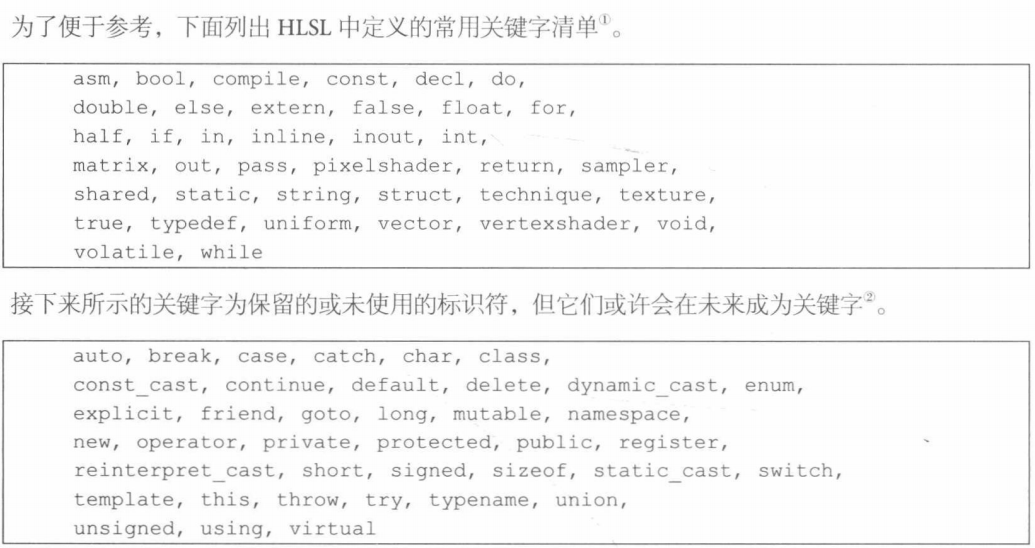 为了便于参考，下面列出 HLSL 中定义的常用关键字清单①。
asm, bool, compile, const, decl, do,
double, else, extern, false, float, for,
half, if, in, inline, inout, int,
matrix, out, pass, pixelshader, return, sampler,
shared, static, string, struct, technique, texture,
true, typedef, uniform, vector, vertexshader, void,
volatile, while
接下来所示的关键字为保留的或未使用的标识符，但它们或许会在未来成为关键字②。
auto, break, case, catch, char, class,
const_cast, continue, default, delete, dynamic_cast, enum,
explicit, friend, goto, long, mutable, namespace,
new, operator, private, protected, public, register,
reinterpret_cast, short, signed, sizeof, static_cast, switch,
template, this, throw, try, typename, union,
unsigned, using, virtual